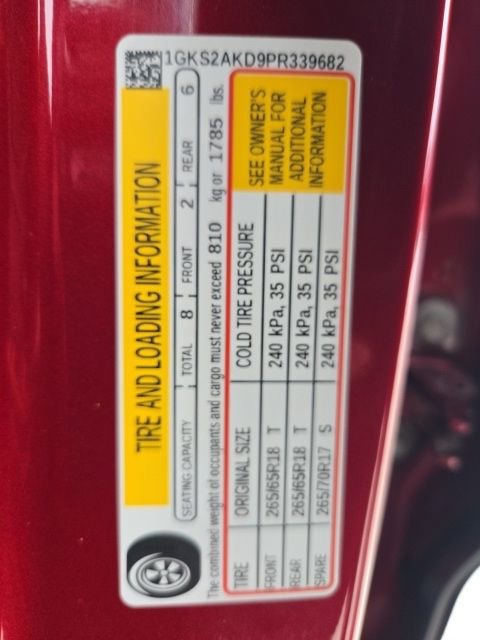 1GKS2AKD9PR339682
TIRE AND LOADING INFORMATION
SEATING CAPACITY TOTAL 8 FRONT 2 REAR 6
The combined weight of occupants and cargo must never exceed 810 kg or 1785 lbs.
TIRE ORIGINAL SIZE COLD TIRE PRESSURE
FRONT 265/65R18 T 240 kPa, 35 PSI
REAR 265/65R18 T 240 kPa, 35 PSI
SPARE 265/70R17 S 240 kPa, 35 PSI
SEE OWNER'S
MANUAL FOR
ADDITIONAL
INFORMATION